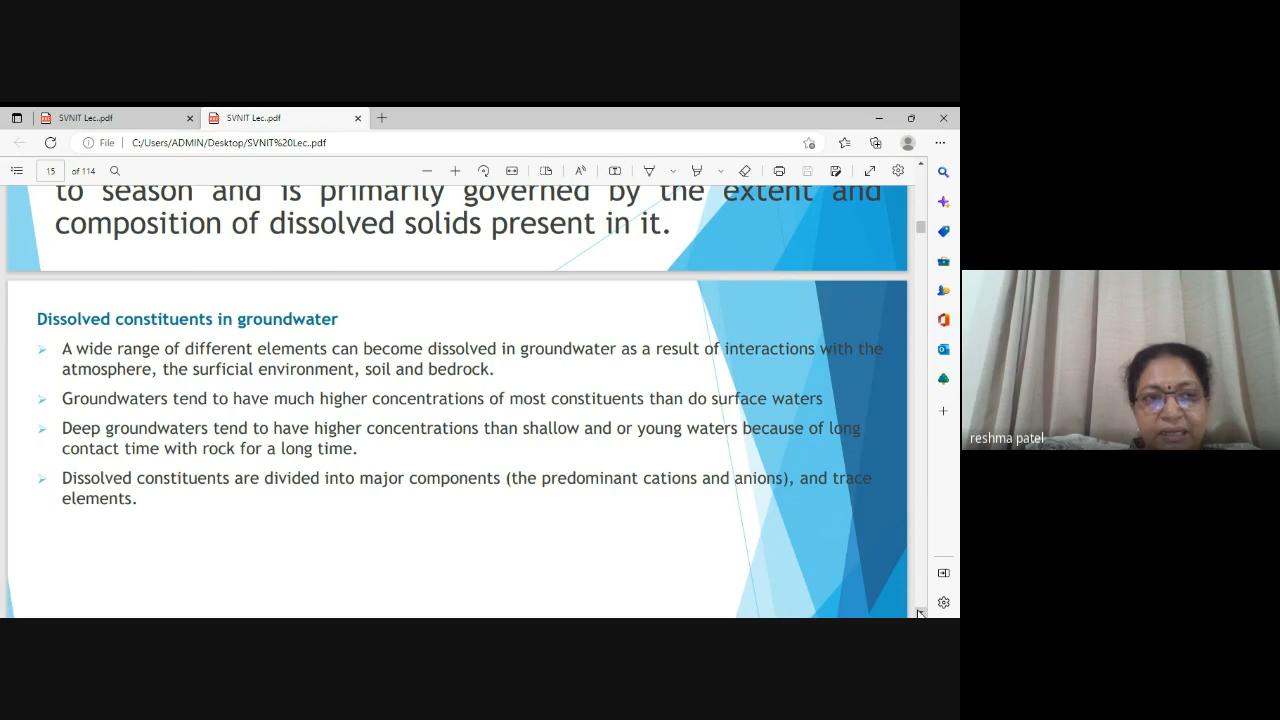 SVNIT Lec..pdf
SVNIT Lec..pdf
File
C:/Users/ADMIN/Desktop/SVNIT%20Lec..pdf
15 of 114
to season and is primarily governed by the extent and
composition of dissolved solids present in it.
Dissolved constituents in groundwater
A wide range of different elements can become dissolved in groundwater as a result of interactions with the
atmosphere, the surficial environment, soil and bedrock.
Groundwaters tend to have much higher concentrations of most constituents than do surface waters
Deep groundwaters tend to have higher concentrations than shallow and or young waters because of long
contact time with rock for a long time.
Dissolved constituents are divided into major components (the predominant cations and anions), and trace
elements.
reshma patel